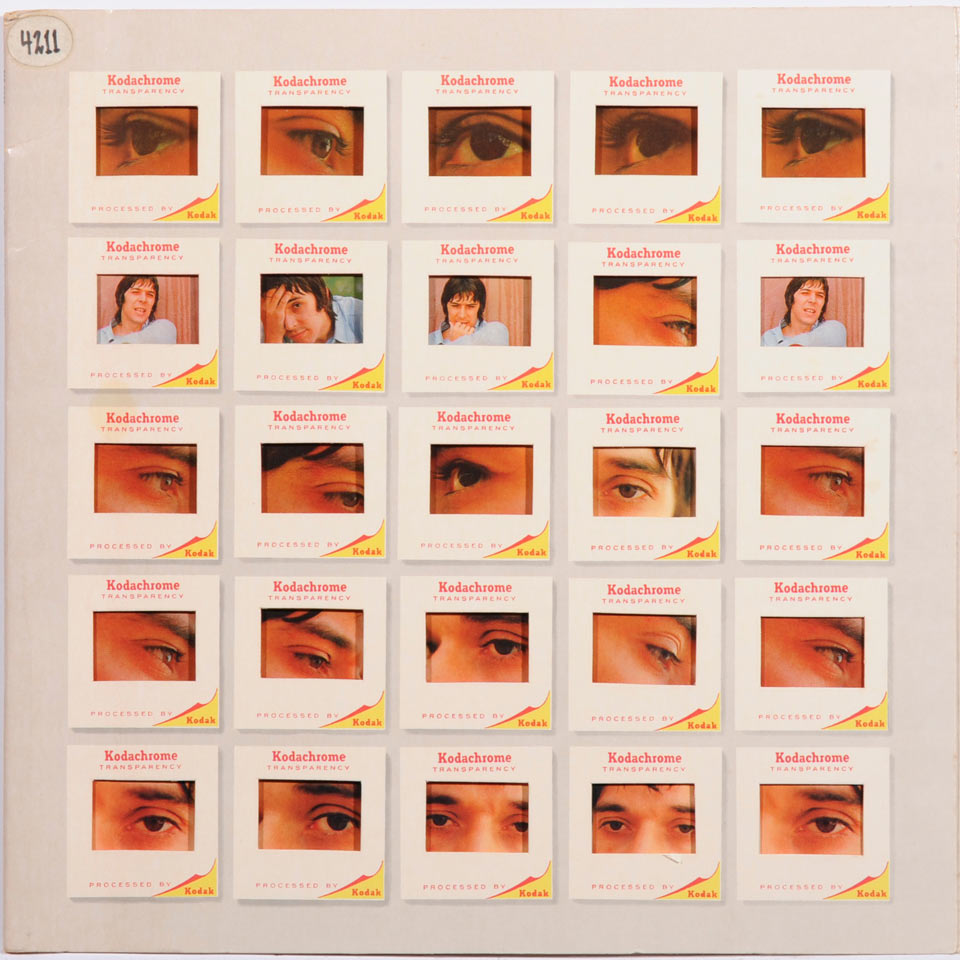 4211
Kodachrome
TRANSPARENCY
PROCESSED BY Kodak
Kodachrome
TRANSPARENCY
PROCESSED BY Kodak
Kodachrome
TRANSPARENCY
PROCESSED BY Kodak
Kodachrome
TRANSPARENCY
PROCESSED BY Kodak
Kodachrome
TRANSPARENCY
PROCESSED BY Kodak
Kodachrome
TRANSPARENCY
PROCESSED BY Kodak
Kodachrome
TRANSPARENCY
PROCESSED BY Kodak
Kodachrome
TRANSPARENCY
PROCESSED BY Kodak
Kodachrome
TRANSPARENCY
PROCESSED BY Kodak
Kodachrome
TRANSPARENCY
PROCESSED BY Kodak
Kodachrome
TRANSPARENCY
PROCESSED BY Kodak
Kodachrome
TRANSPARENCY
PROCESSED BY Kodak
Kodachrome
TRANSPARENCY
PROCESSED BY Kodak
Kodachrome
TRANSPARENCY
PROCESSED BY Kodak
Kodachrome
TRANSPARENCY
PROCESSED BY Kodak
Kodachrome
TRANSPARENCY
PROCESSED BY Kodak
Kodachrome
TRANSPARENCY
PROCESSED BY Kodak
Kodachrome
TRANSPARENCY
PROCESSED BY Kodak
Kodachrome
TRANSPARENCY
PROCESSED BY Kodak
Kodachrome
TRANSPARENCY
PROCESSED BY Kodak
Kodachrome
TRANSPARENCY
PROCESSED BY Kodak
Kodachrome
TRANSPARENCY
PROCESSED BY Kodak
Kodachrome
TRANSPARENCY
PROCESSED BY Kodak
Kodachrome
TRANSPARENCY
PROCESSED BY Kodak
Kodachrome
TRANSPARENCY
PROCESSED BY Kodak